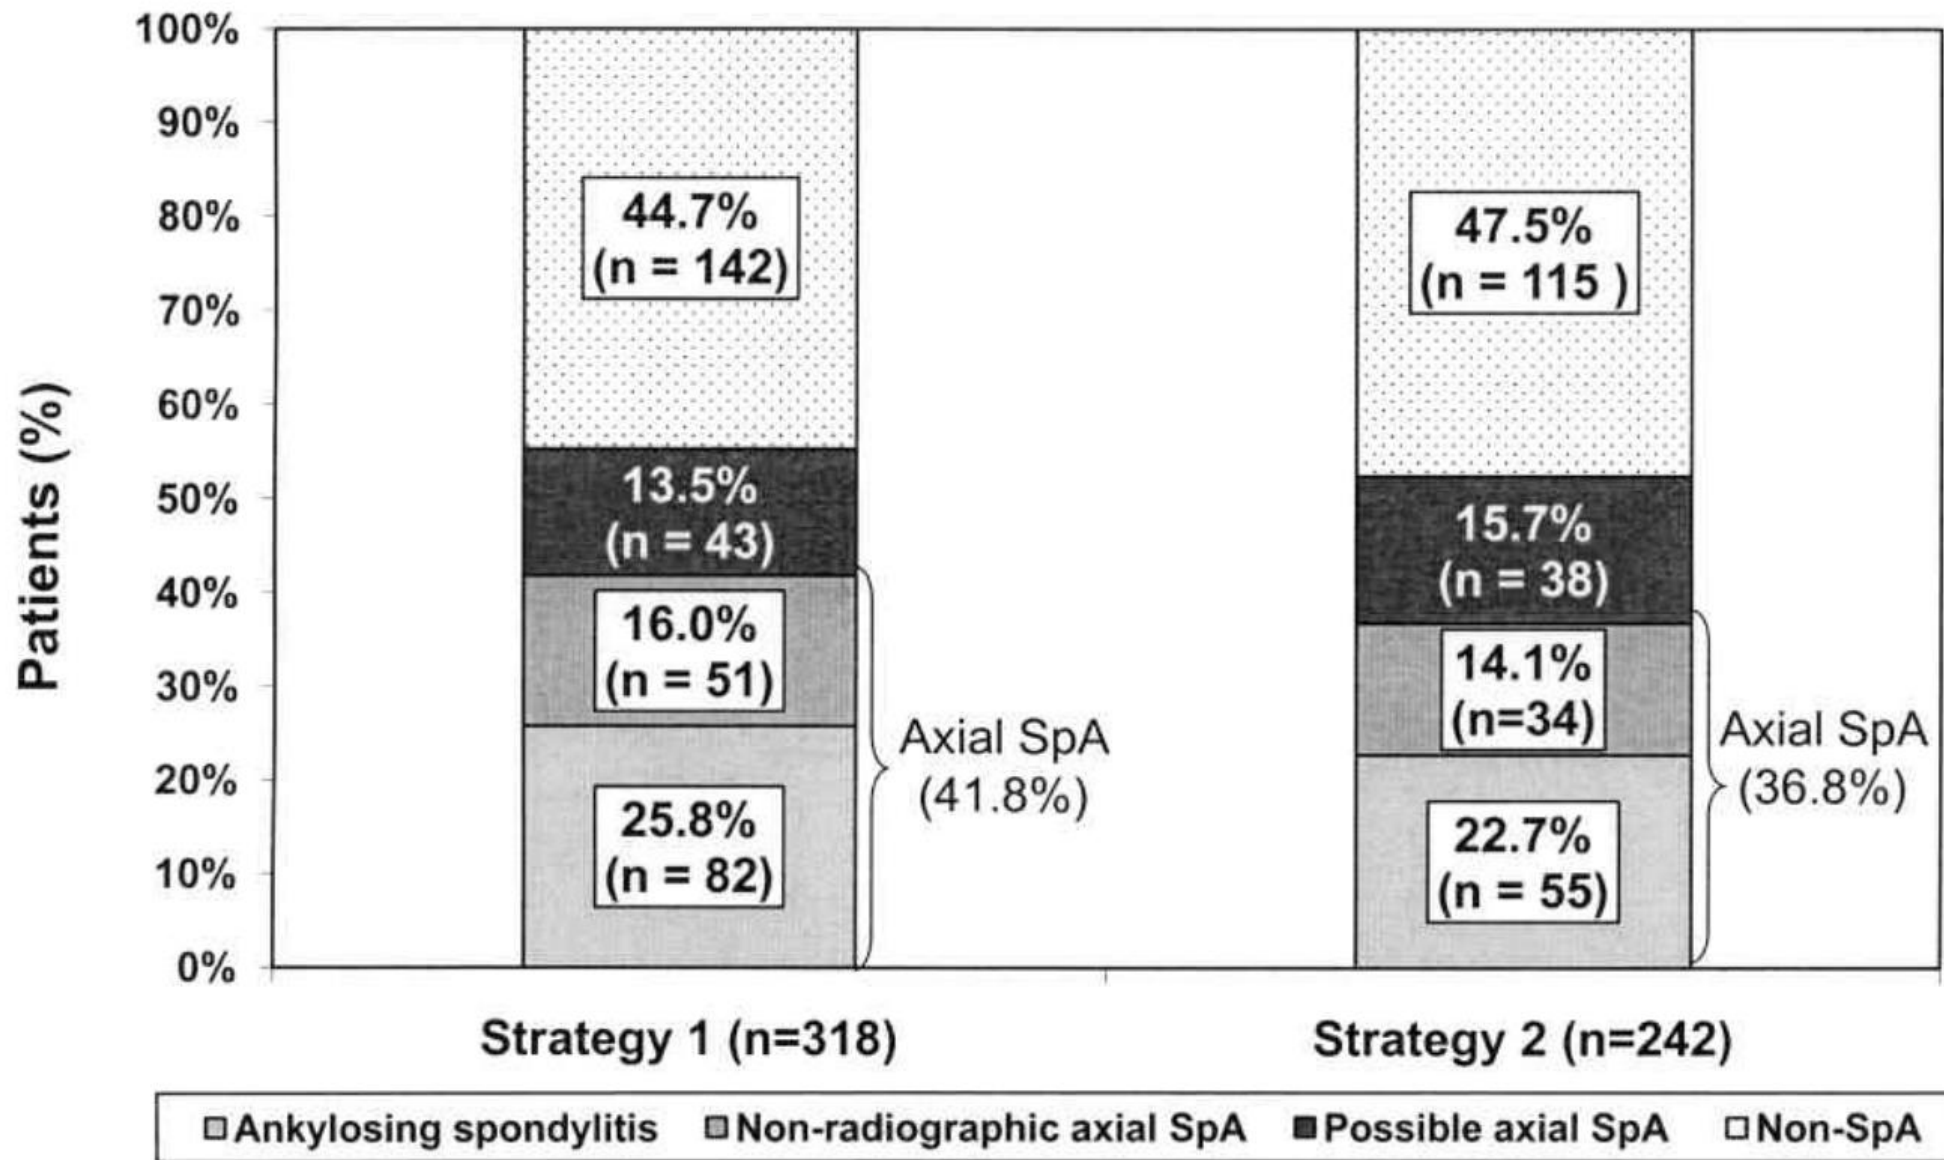 100%
90%
80%
70%
60%
50%
40%
30%
20%
10%
0%
Patients (%)
44.7%
(n = 142)
13.5%
(n = 43)
16.0%
(n = 51)
25.8%
(n = 82)
Axial SpA
(41.8%)
47.5%
(n = 115 )
15.7%
(n = 38)
14.1%
(n=34)
22.7%
(n = 55)
Axial SpA
(36.8%)
Strategy 1 (n=318)
Strategy 2 (n=242)
Ankylosing spondylitis Non-radiographic axial SpA Possible axial SpA Non-SpA